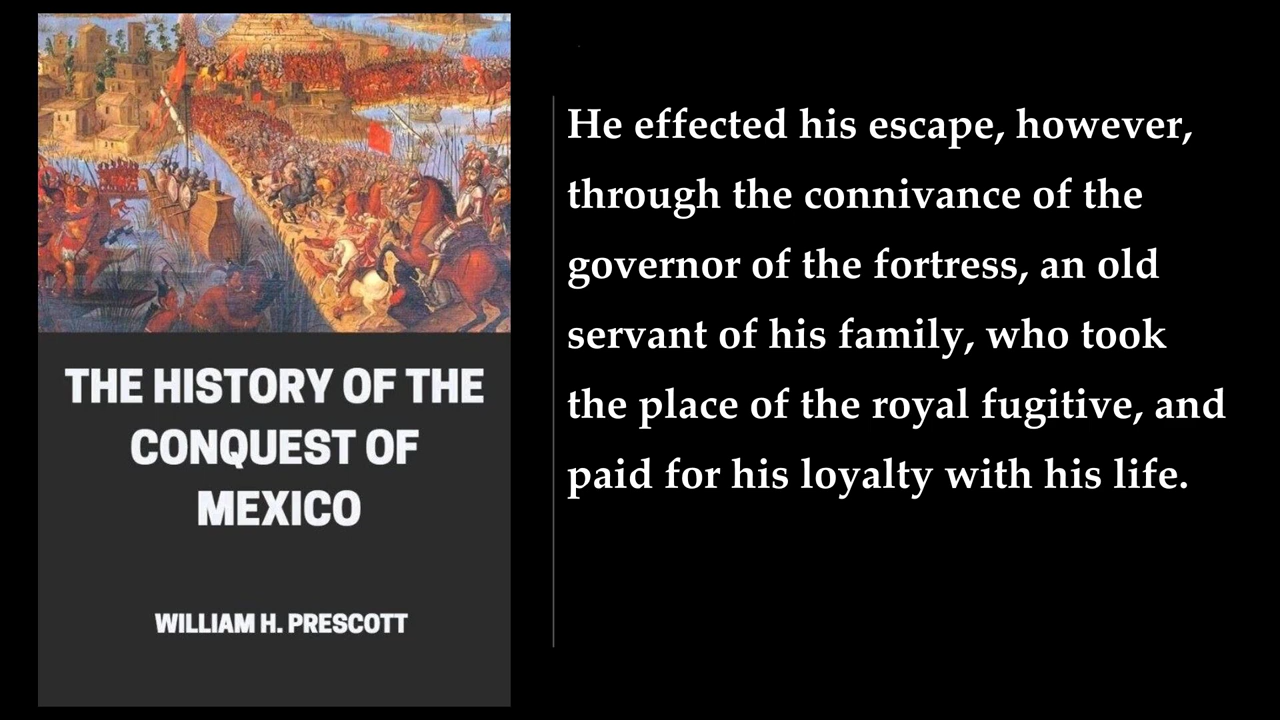 THE HISTORY OF THE
CONQUEST OF
MEXICO
WILLIAM H. PRESCOTT
He effected his escape, however,
through the connivance of the
governor of the fortress, an old
servant of his family, who took
the place of the royal fugitive, and
paid for his loyalty with his life.